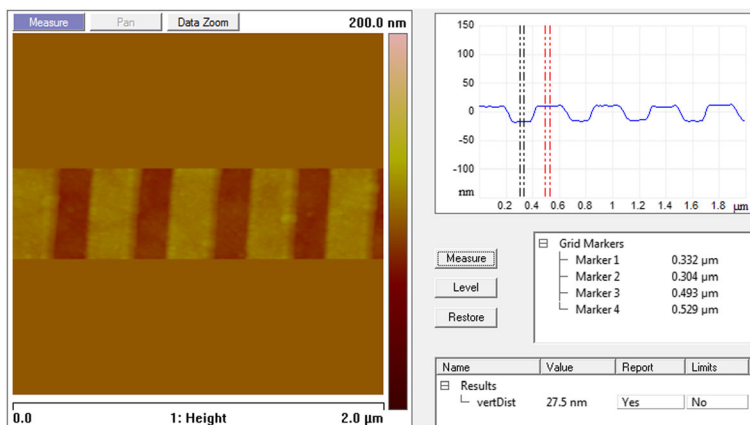 Measure Pan Data Zoom 200.0 nm
0.0 1: Height 2.0 µm
150
100
50
0
-50
-100
nm
0.2 0.4 0.6 0.8 1 1.2 1.4 1.6 1.8 µm
Measure
Level
Restore
Grid Markers
Marker 1 0.332 µm
Marker 2 0.304 µm
Marker 3 0.493 µm
Marker 4 0.529 µm
Name Value Report Limits
Results
vertDist 27.5 nm Yes No